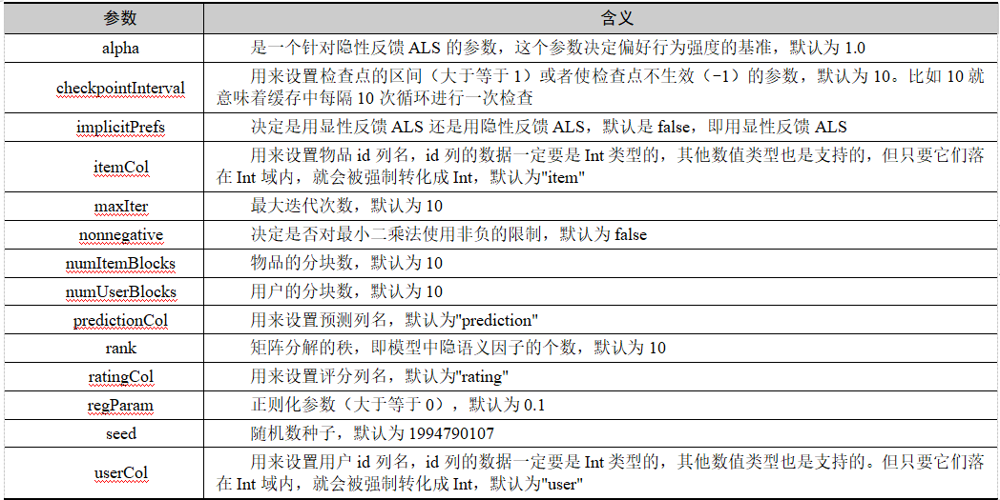 参数 含义
alpha 是一个针对隐性反馈 ALS 的参数，这个参数决定偏好行为强度的基准，默认为 1.0
checkpointInterval 用来设置检查点的区间（大于等于 1）或者使检查点不生效（-1）的参数，默认为 10。比如 10 就
意味着缓存中每隔 10 次循环进行一次检查
implicitPrefs 决定是用显性反馈 ALS 还是用隐性反馈 ALS，默认是 false，即用显性反馈 ALS
itemCol 用来设置物品 id 列名，id 列的数据一定要是 Int 类型的，其他数值类型也是支持的，但只要它们落
在 Int 域内，就会被强制转化成 Int，默认为"item"
maxIter 最大迭代次数，默认为 10
nonnegative 决定是否对最小二乘法使用非负的限制，默认为 false
numItemBlocks 物品的分块数，默认为 10
numUserBlocks 用户的分块数，默认为 10
predictionCol 用来设置预测列名，默认为"prediction"
rank 矩阵分解的秩，即模型中隐语义因子的个数，默认为 10
ratingCol 用来设置评分列名，默认为"rating"
regParam 正则化参数（大于等于 0），默认为 0.1
seed 随机数种子，默认为 1994790107
userCol 用来设置用户 id 列名，id 列的数据一定要是 Int 类型的，其他数值类型也是支持的。但只要它们落
在 Int 域内，就会被强制转化成 Int，默认为"user"